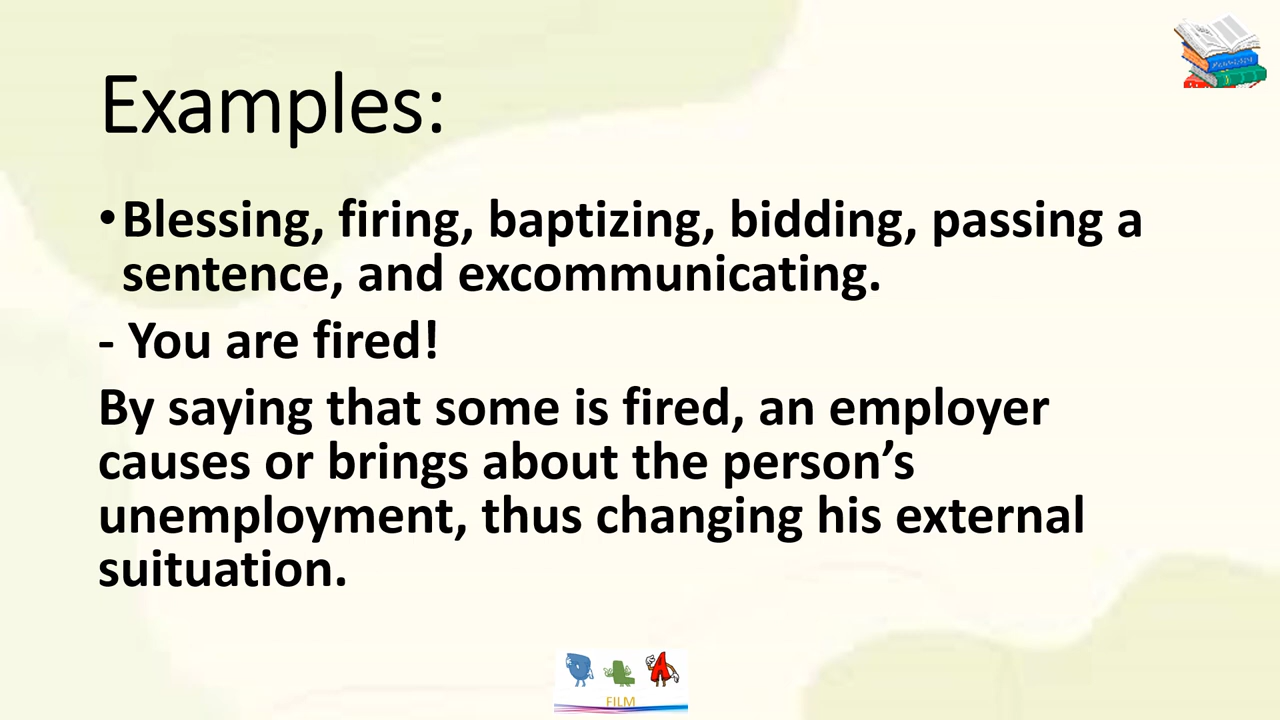 Examples:
•Blessing, firing, baptizing, bidding, passing a
sentence, and excommunicating.
- You are fired!
By saying that some is fired, an employer
causes or brings about the person’s
unemployment, thus changing his external
suituation.
FILM